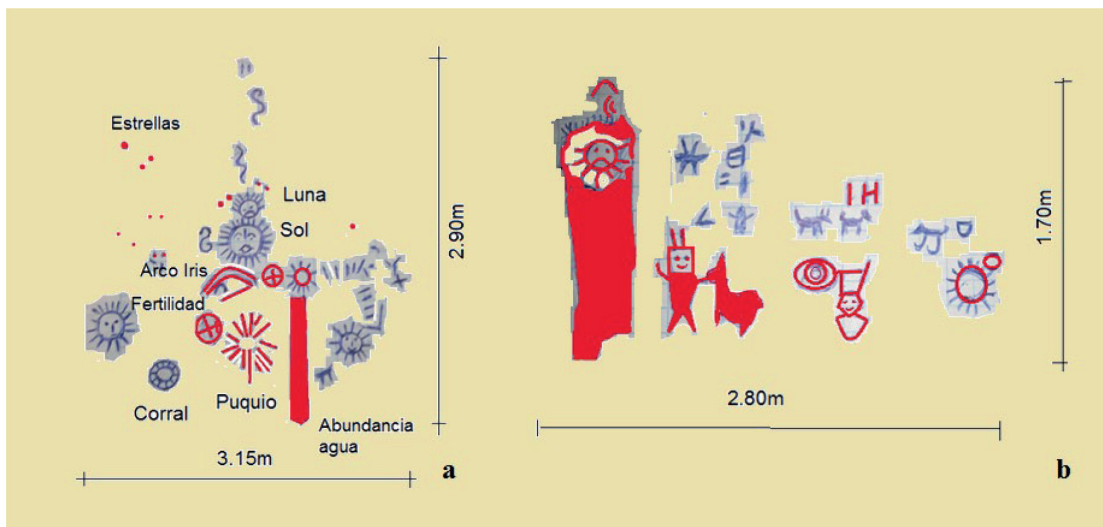 Estrellas
Luna
Sol
Arco Iris
Fertilidad
Corral
Puquio
Abundancia
agua
2.90m
3.15m
a
I H
1.70m
2.80m
b